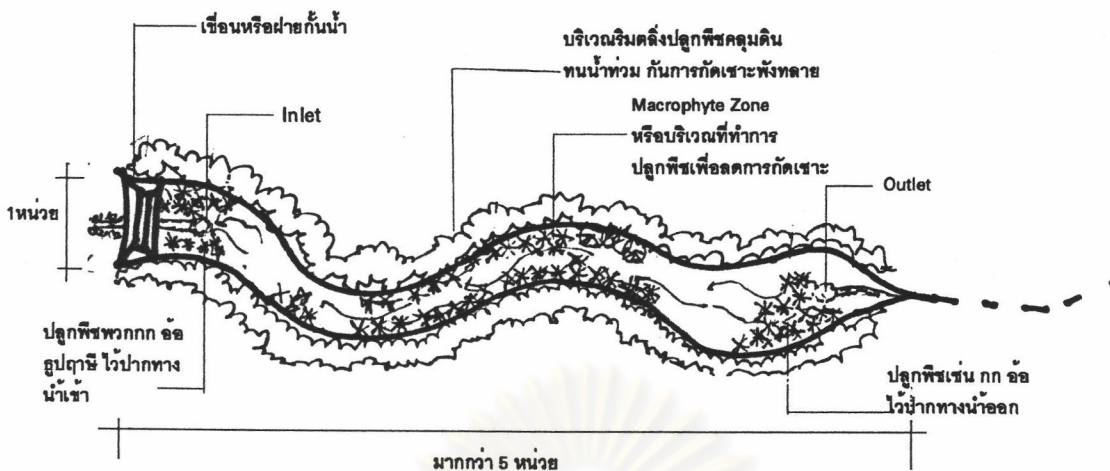 เขื่อนหรือฝายกั้นน้ำ
บริเวณริมตลิ่งปลูกพืชคลุมดิน
ทนน้ำท่วม กันการกัดเซาะพังทลาย
Inlet
Macrophyte Zone
หรือบริเวณที่ทำการ
ปลูกพืชเพื่อลดการกัดเซาะ
Outlet
1หน่วย
ปลูกพืชพวกกก อ้อ
ธูปฤาษี ไว้ปากทาง
น้ำเข้า
ปลูกพืชเช่น กก อ้อ
ไว้ปากทางน้ำออก
มากกว่า 5 หน่วย